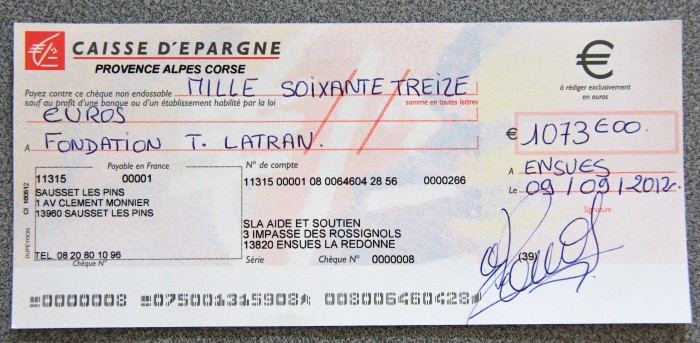 CAISSE D'EPARGNE
PROVENCE ALPES CORSE
Payez contre ce chèque non endossable MILLE SOIXANTE TREIZE
sauf au profit d'une banque ou d'un établissement habilité par la loi somme en toutes lettres
EUROS
A FONDATION T. LATRAN.
€
à rédiger exclusivement
en euros
€ 1073 €00.
A ENSUES
Le 09/09/2012.
Signature
Payable en France
11315 00001
SAUSSET LES PINS
1 AV CLEMENT MONNIER
13960 SAUSSET LES PINS
TEL 08 20 80 10 96
Chèque N°
N° de compte
11315 00001 08 0064604 28 56 0000266
SLA AIDE ET SOUTIEN
3 IMPASSE DES ROSSIGNOLS
13820 ENSUES LA REDONNE
Série Chèque N° 0000008
(39)
DUPEYRON CI 160512
0000008 075001315908 008006460428